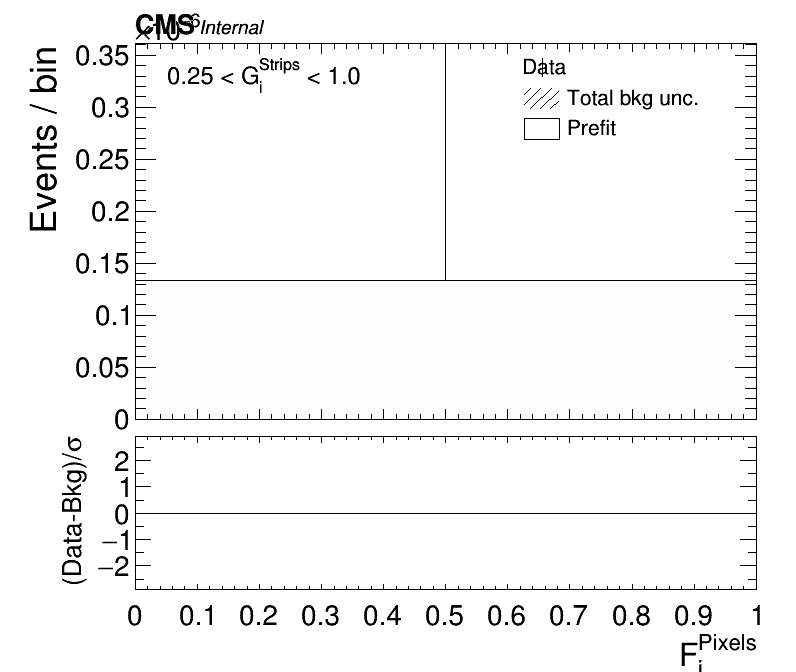 CMS Internal
×10⁻⁶
Events / bin
0.25 < G_i^Strips < 1.0
Data
Total bkg unc.
Prefit
0.35
0.3
0.25
0.2
0.15
0.1
0.05
0
(Data-Bkg)/σ
2
1
0
−1
−2
0 0.1 0.2 0.3 0.4 0.5 0.6 0.7 0.8 0.9 1
F_i^Pixels